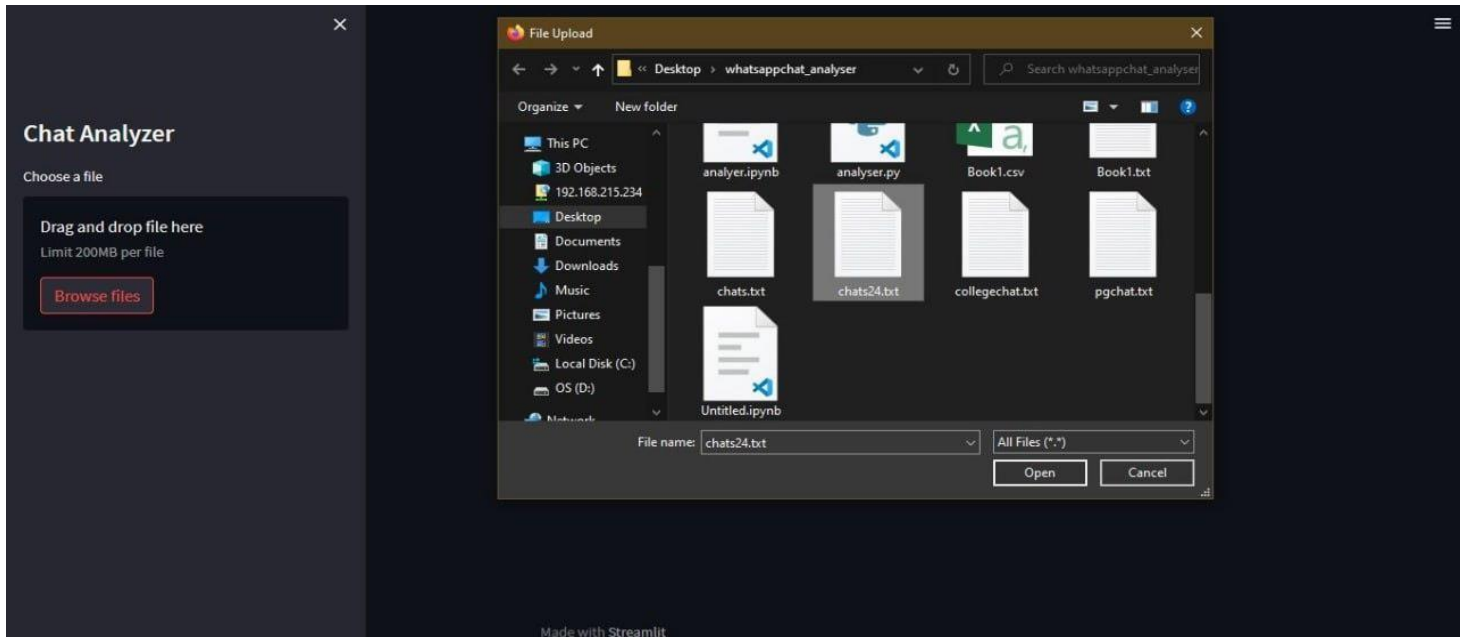 Chat Analyzer
Choose a file
Drag and drop file here
Limit 200MB per file
Browse files
File Upload
« Desktop › whatsappchat_analyser
Search whatsappchat_analyser
Organize
New folder
This PC
3D Objects
192.168.215.234
Desktop
Documents
Downloads
Music
Pictures
Videos
Local Disk (C:)
OS (D:)
Network
analyer.ipynb
analyser.py
Book1.csv
Book1.txt
chats.txt
chats24.txt
collegechat.txt
pgchat.txt
Untitled.ipynb
File name: chats24.txt
All Files (*.*)
Open
Cancel
Made with Streamlit